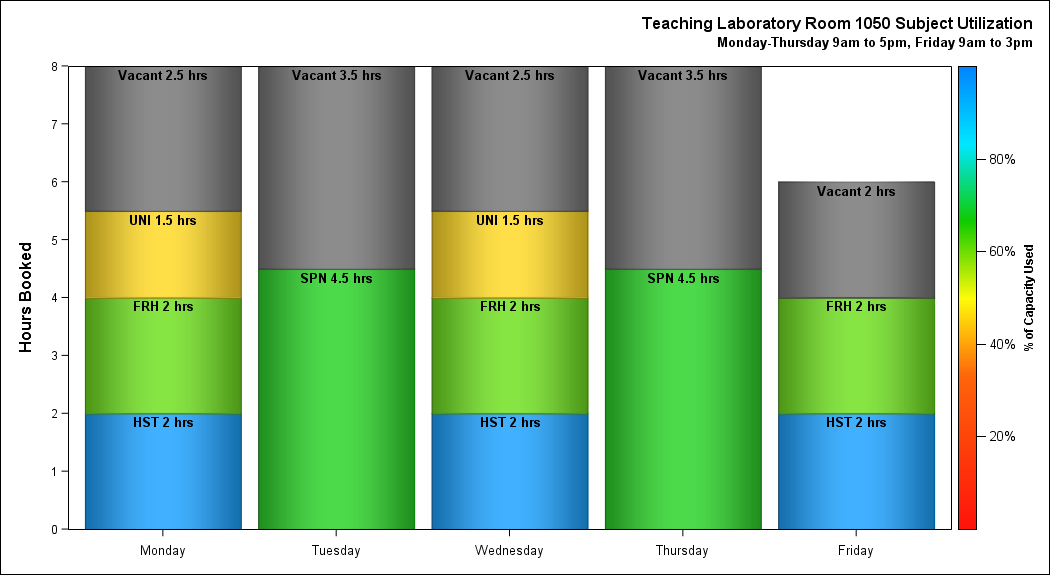 Teaching Laboratory Room 1050 Subject Utilization
Monday-Thursday 9am to 5pm, Friday 9am to 3pm
Hours Booked
8
7
6
5
4
3
2
1
0
Vacant 2.5 hrs
UNI 1.5 hrs
FRH 2 hrs
HST 2 hrs
Vacant 3.5 hrs
SPN 4.5 hrs
Vacant 2.5 hrs
UNI 1.5 hrs
FRH 2 hrs
HST 2 hrs
Vacant 3.5 hrs
SPN 4.5 hrs
Vacant 2 hrs
FRH 2 hrs
HST 2 hrs
Monday Tuesday Wednesday Thursday Friday
80%
60%
40%
20%
% of Capacity Used